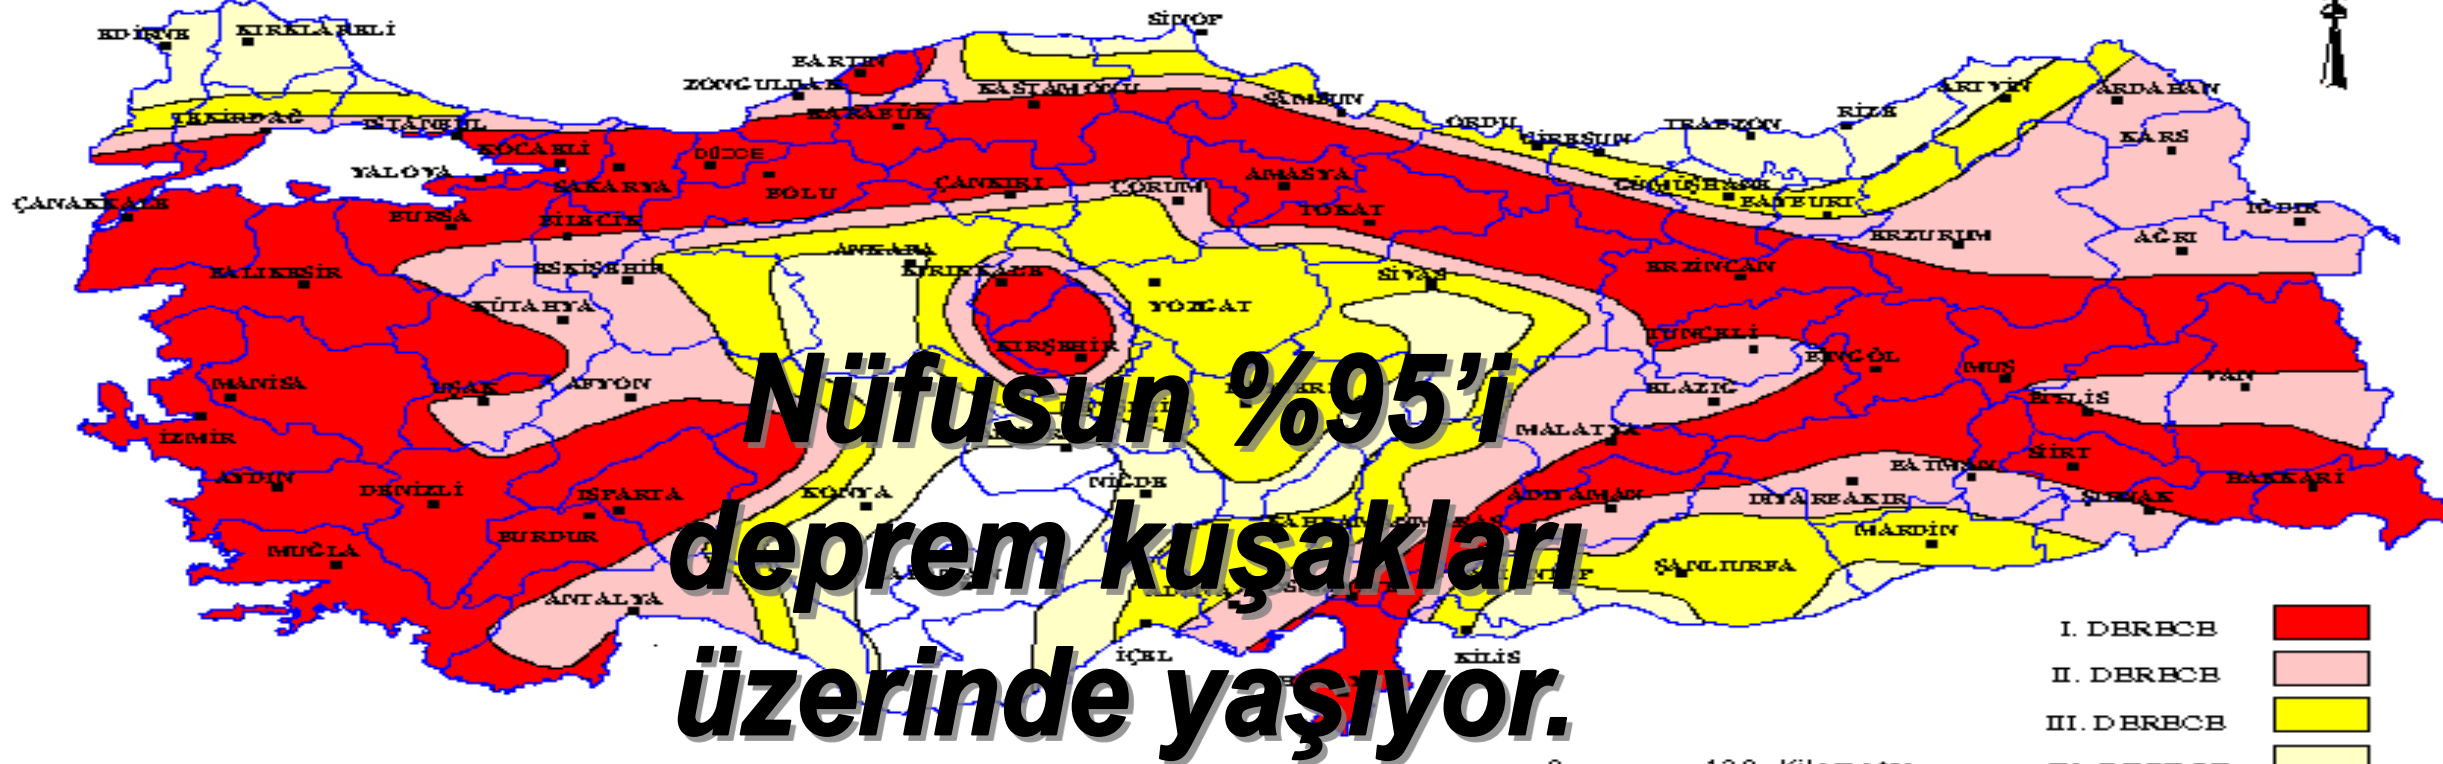 SİNOP
EDİRNE
KIRKLARELİ
BARTIN
ZONGULDAK
KASTAMONU
SAMSUN
ARTVİN
ARDAHAN
TEKİRDAĞ
İSTANBUL
KARABÜK
ORDU
GİRESUN
TRABZON
RİZE
KARS
KOCAELİ
DÜZCE
YALOVA
SAKARYA
BOLU
ÇANKIRI
ÇORUM
AMASYA
GÜMÜŞHANE
BAYBURT
ÇANAKKALE
BURSA
BİLECİK
TOKAT
ERZURUM
AĞRI
IĞDIR
BALIKESİR
ESKİŞEHİR
ANKARA
KIRIKKALE
SİVAS
ERZİNCAN
KÜTAHYA
YOZGAT
KIRŞEHİR
TUNCELİ
BİNGÖL
MUŞ
VAN
MANİSA
UŞAK
AFYON
ELAZIĞ
BİTLİS
Nüfusun %95’i
İZMİR
MALATYA
SİİRT
AYDIN
DENİZLİ
ISPARTA
KONYA
NİĞDE
ADIYAMAN
DİYARBAKIR
BATMAN
ŞIRNAK
HAKKARİ
MUĞLA
BURDUR
deprem kuşakları
ŞANLIURFA
MARDİN
ANTALYA
İÇEL
KİLİS
üzerinde yaşıyor.
I. DERECE
II. DERECE
III. DERECE